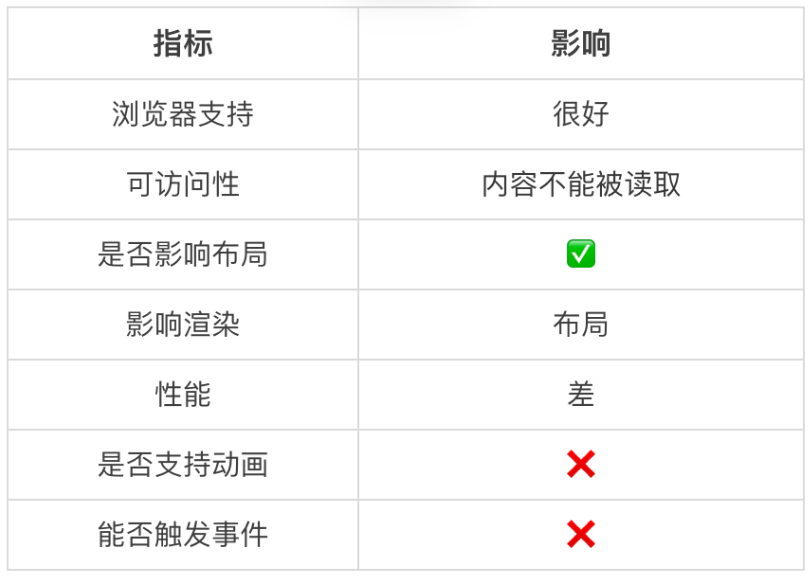 指标 影响
浏览器支持 很好
可访问性 内容不能被读取
是否影响布局 ✅
影响渲染 布局
性能 差
是否支持动画 ❌
能否触发事件 ❌